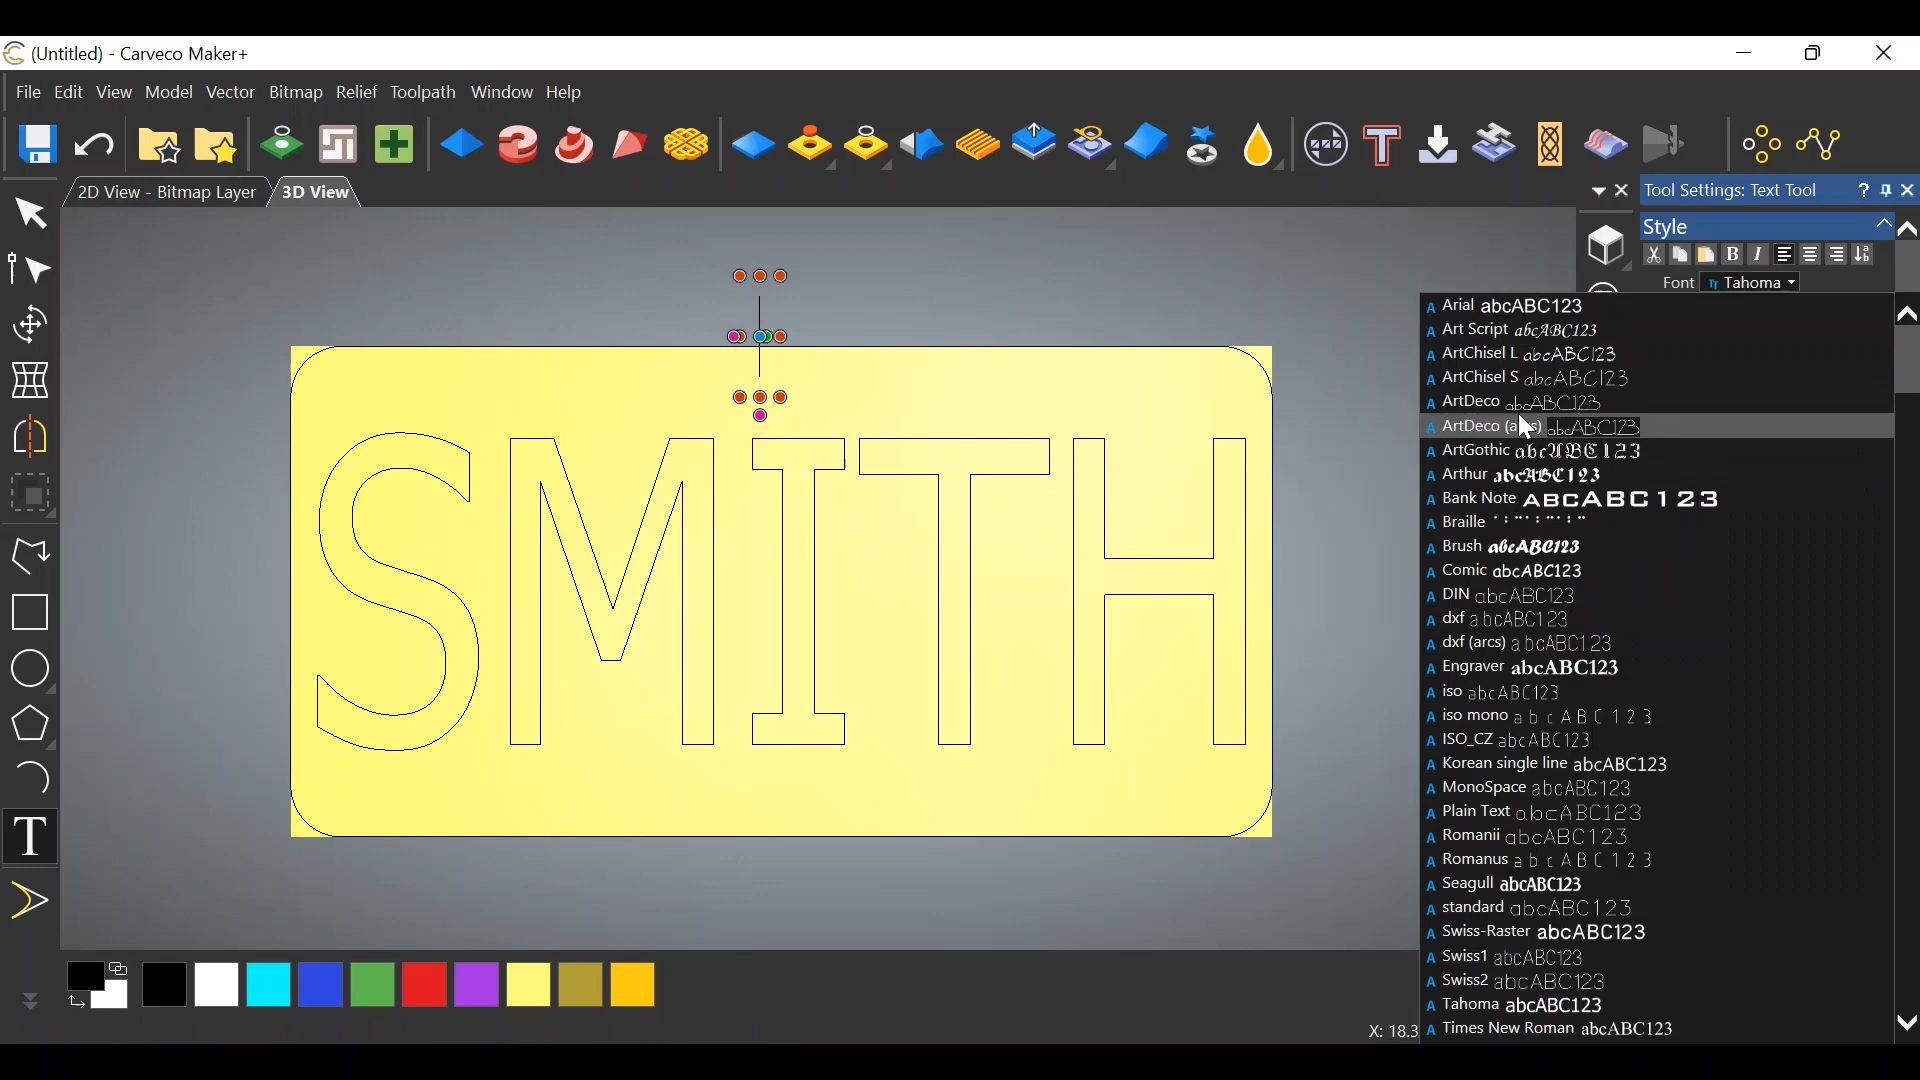 (Untitled) - Carveco Maker+
File Edit View Model Vector Bitmap Relief Toolpath Window Help
2D View - Bitmap Layer
3D View
Tool Settings: Text Tool ?
Style
B I
Font Tahoma
Arial abcABC123
Art Script abcABC123
ArtChisel L abcABC123
ArtChisel S abcABC123
ArtDeco abcABC123
ArtDeco abcABC123
ArtGothic abcABC123
Arthur abcABC123
Bank Note ABCABC123
Braille
Brush abcABC123
Comic abcABC123
DIN abcABC123
dxf abcABC123
dxf (arcs) abcABC123
Engraver abcABC123
iso abcABC123
iso mono abcABC123
ISO_CZ abcABC123
Korean single line abcABC123
MonoSpace abcABC123
Plain Text abcABC123
Romanii abcABC123
Romanus abcABC123
Seagull abcABC123
standard abcABC123
Swiss-Raster abcABC123
Swiss1 abcABC123
Swiss2 abcABC123
Tahoma abcABC123
Times New Roman abcABC123
SMITH
T
X: 18.3